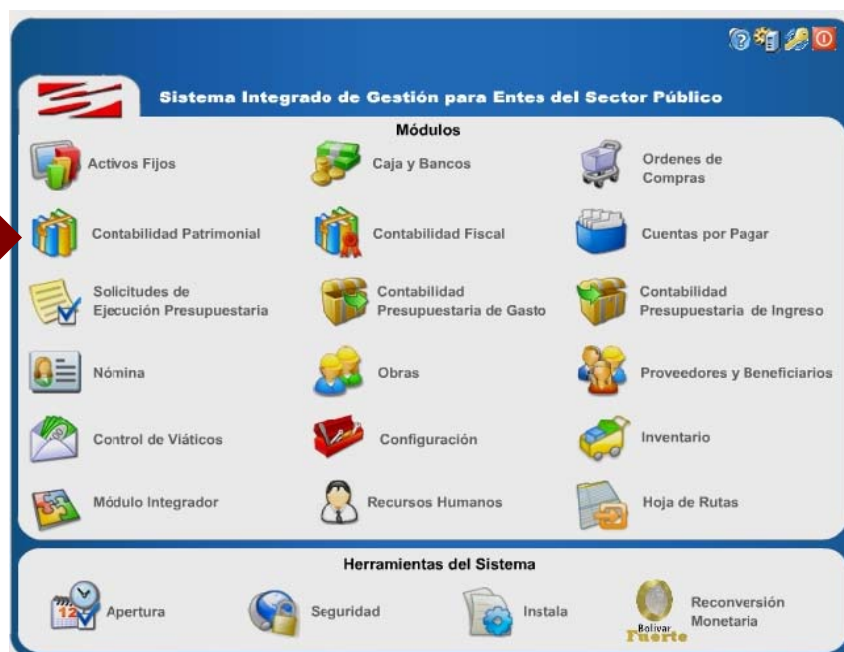 Sistema Integrado de Gestión para Entes del Sector Público
Módulos
Activos Fijos
Caja y Bancos
Ordenes de
Compras
Contabilidad Patrimonial
Contabilidad Fiscal
Cuentas por Pagar
Solicitudes de
Ejecución Presupuestaria
Contabilidad
Presupuestaria de Gasto
Contabilidad
Presupuestaria de Ingreso
Nómina
Obras
Proveedores y Beneficiarios
Control de Viáticos
Configuración
Inventario
Módulo Integrador
Recursos Humanos
Hoja de Rutas
Herramientas del Sistema
12
Apertura
Seguridad
Instala
Bolívar
Fuerte
Reconversión
Monetaria